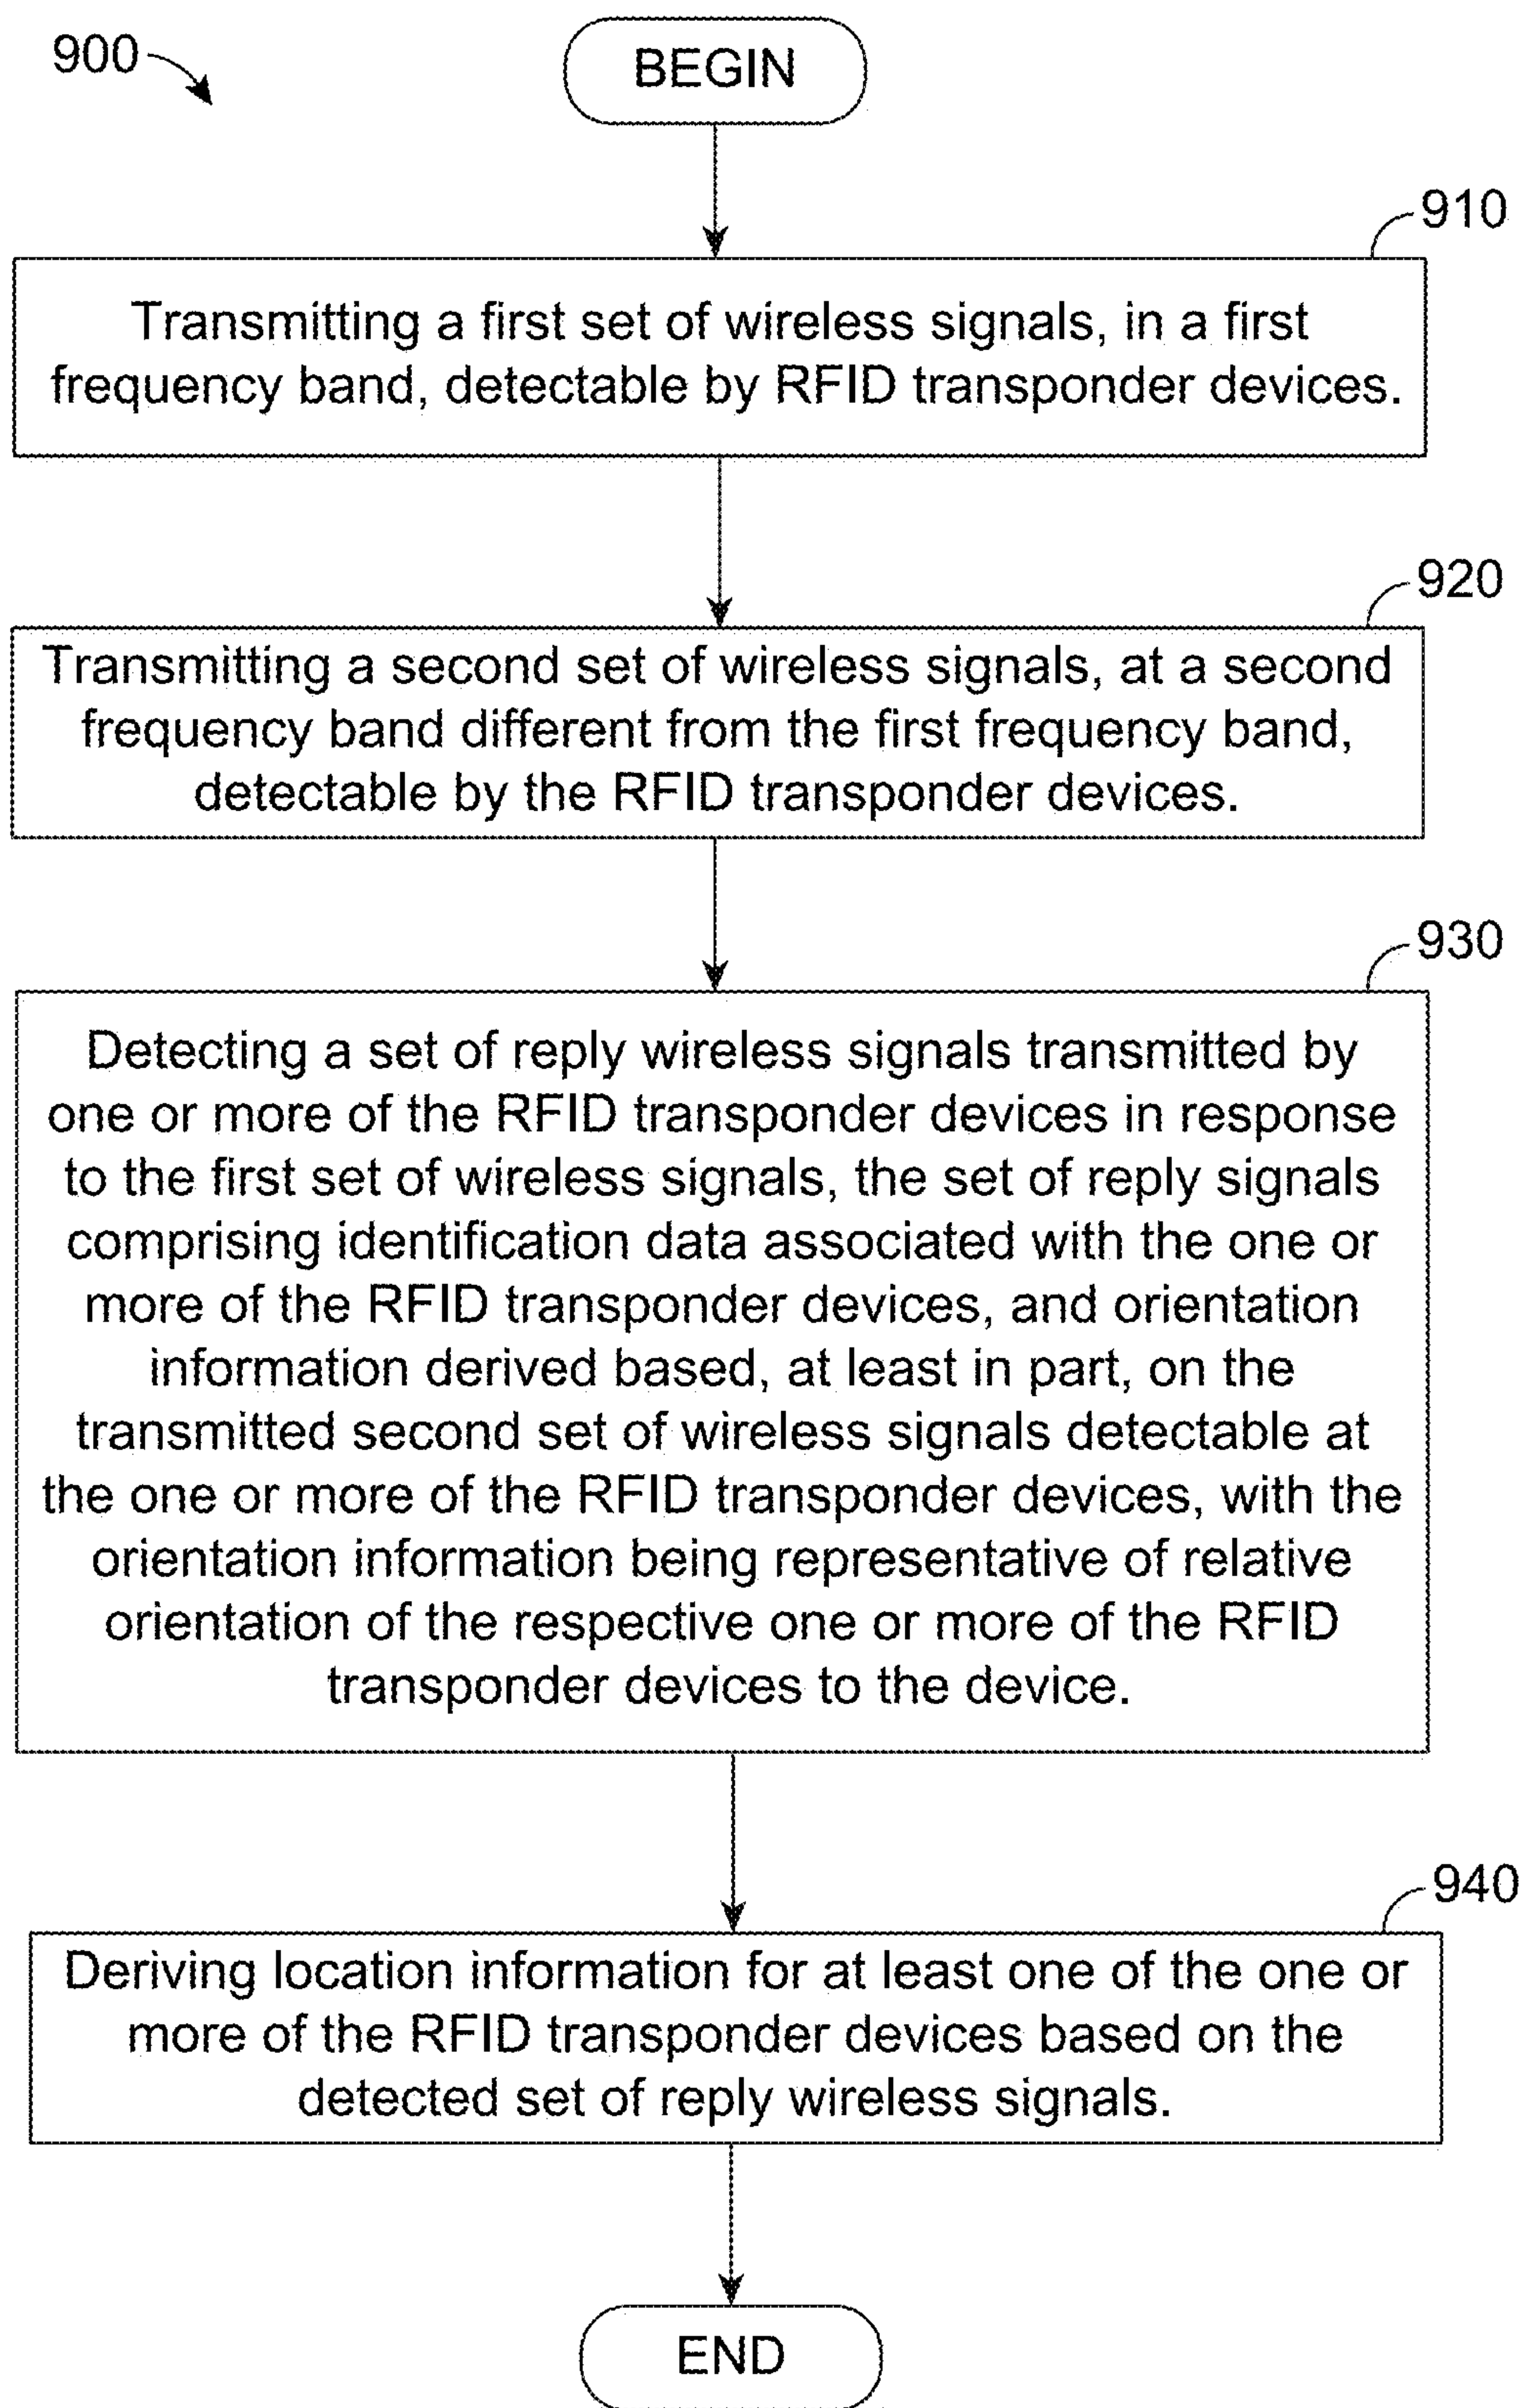 900
BEGIN
910
Transmitting a first set of wireless signals, in a first
frequency band, detectable by RFID transponder devices.
920
Transmitting a second set of wireless signals, at a second
frequency band different from the first frequency band,
detectable by the RFID transponder devices.
930
Detecting a set of reply wireless signals transmitted by
one or more of the RFID transponder devices in response
to the first set of wireless signals, the set of reply signals
comprising identification data associated with the one or
more of the RFID transponder devices, and orientation
information derived based, at least in part, on the
transmitted second set of wireless signals detectable at
the one or more of the RFID transponder devices, with the
orientation information being representative of relative
orientation of the respective one or more of the RFID
transponder devices to the device.
940
Deriving location information for at least one of the one or
more of the RFID transponder devices based on the
detected set of reply wireless signals.
END